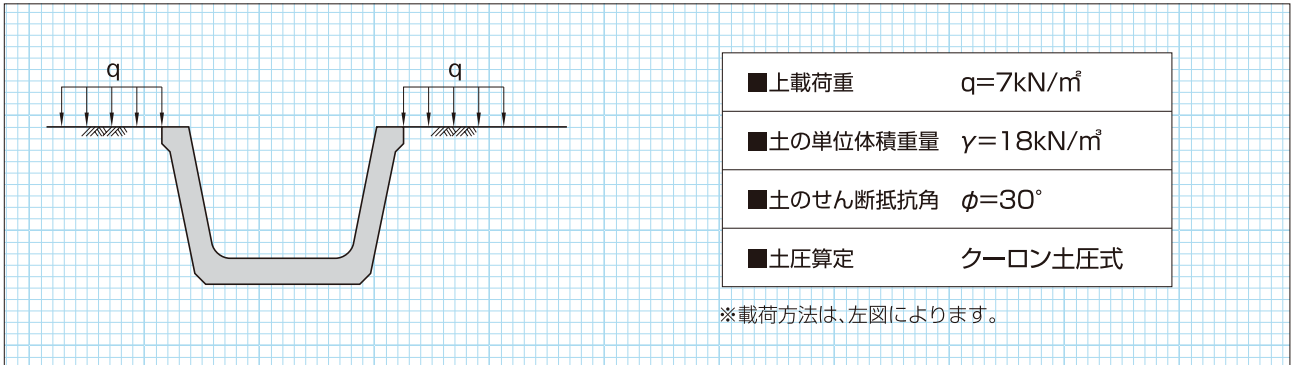 q
q
■上載荷重 q=7kN/㎡
■土の単位体積重量 γ=18kN/㎥
■土のせん断抵抗角 φ=30°
■土圧算定 クーロン土圧式
※載荷方法は、左図によります。